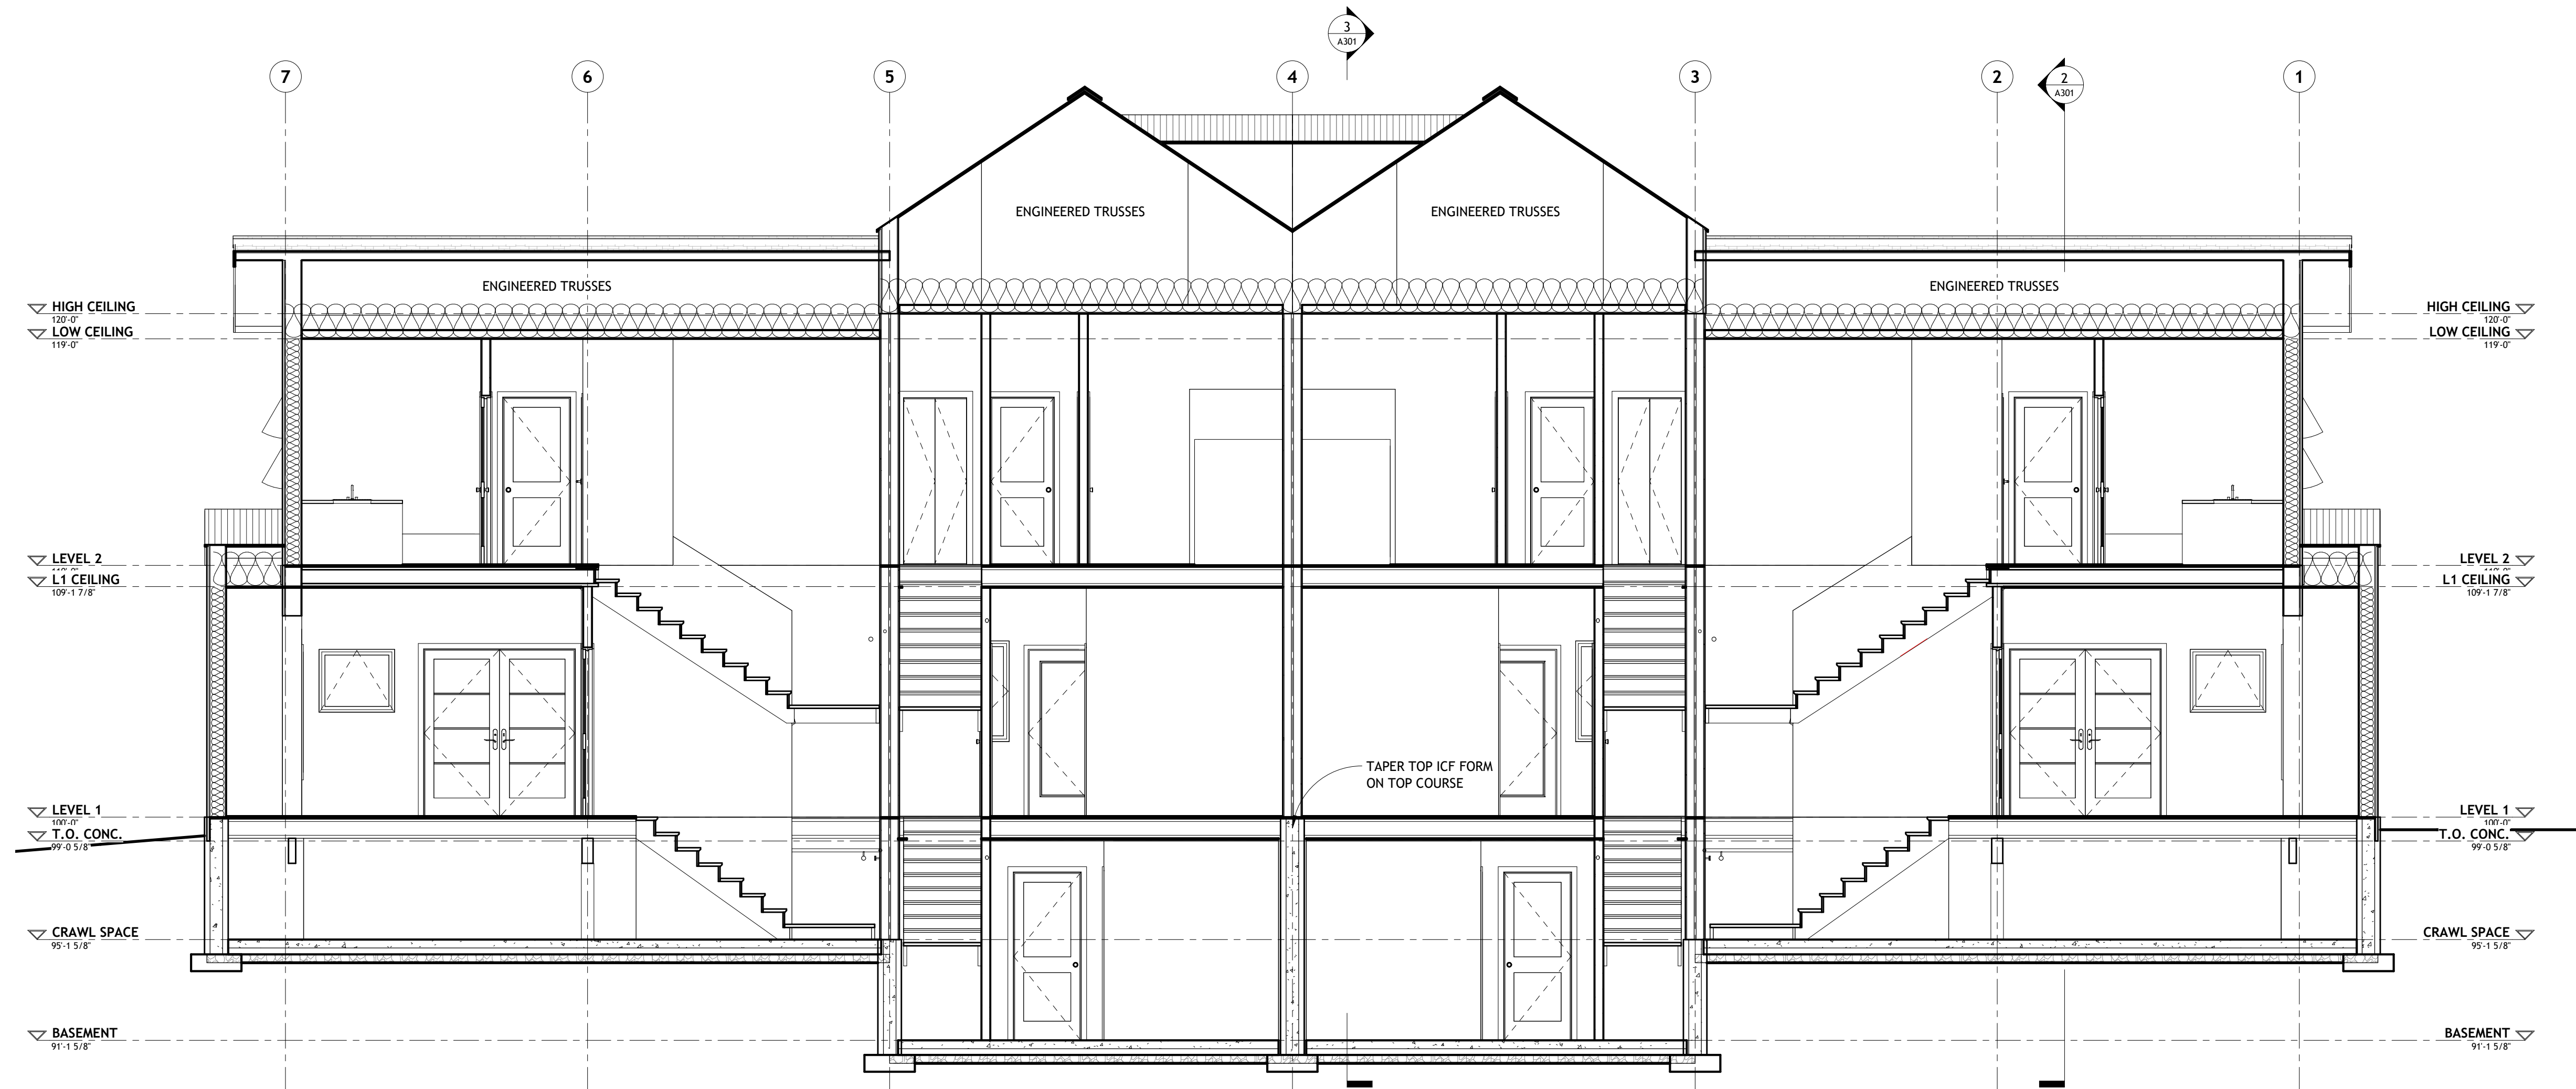 3
A301
7
6
5
4
3
2
1
2
A301
ENGINEERED TRUSSES
ENGINEERED TRUSSES
ENGINEERED TRUSSES
ENGINEERED TRUSSES
HIGH CEILING
120'-0"
LOW CEILING
119'-0"
HIGH CEILING
120'-0"
LOW CEILING
119'-0"
LEVEL 2
L1 CEILING
109'-1 7/8"
LEVEL 2
L1 CEILING
109'-1 7/8"
TAPER TOP ICF FORM
ON TOP COURSE
LEVEL 1
100'-0"
T.O. CONC.
99'-0 5/8"
LEVEL 1
100'-0"
T.O. CONC.
99'-0 5/8"
CRAWL SPACE
95'-1 5/8"
CRAWL SPACE
95'-1 5/8"
BASEMENT
91'-1 5/8"
BASEMENT
91'-1 5/8"